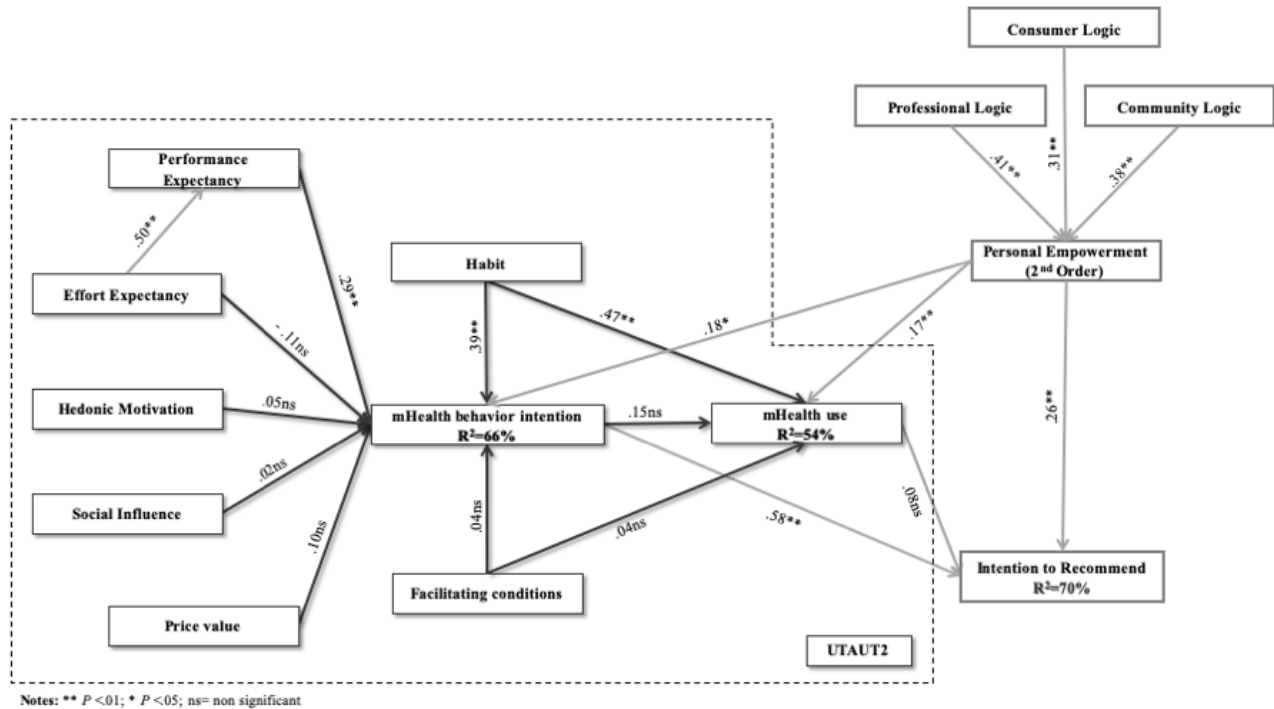 Consumer Logic
Professional Logic
Community Logic
.41**
.31**
.38**
Performance
Expectancy
.50**
Personal Empowerment
(2nd Order)
Habit
Effort Expectancy
.29**
- .11ns
.39**
.47**
.18*
.17**
.26**
Hedonic Motivation
.05ns
mHealth behavior intention
R²=66%
.15ns
mHealth use
R²=54%
.02ns
Social Influence
.10ns
.04ns
.04ns
.58**
.08ns
Facilitating conditions
Intention to Recommend
R²=70%
Price value
UTAUT2
Notes: ** P <.01; * P <.05; ns= non significant